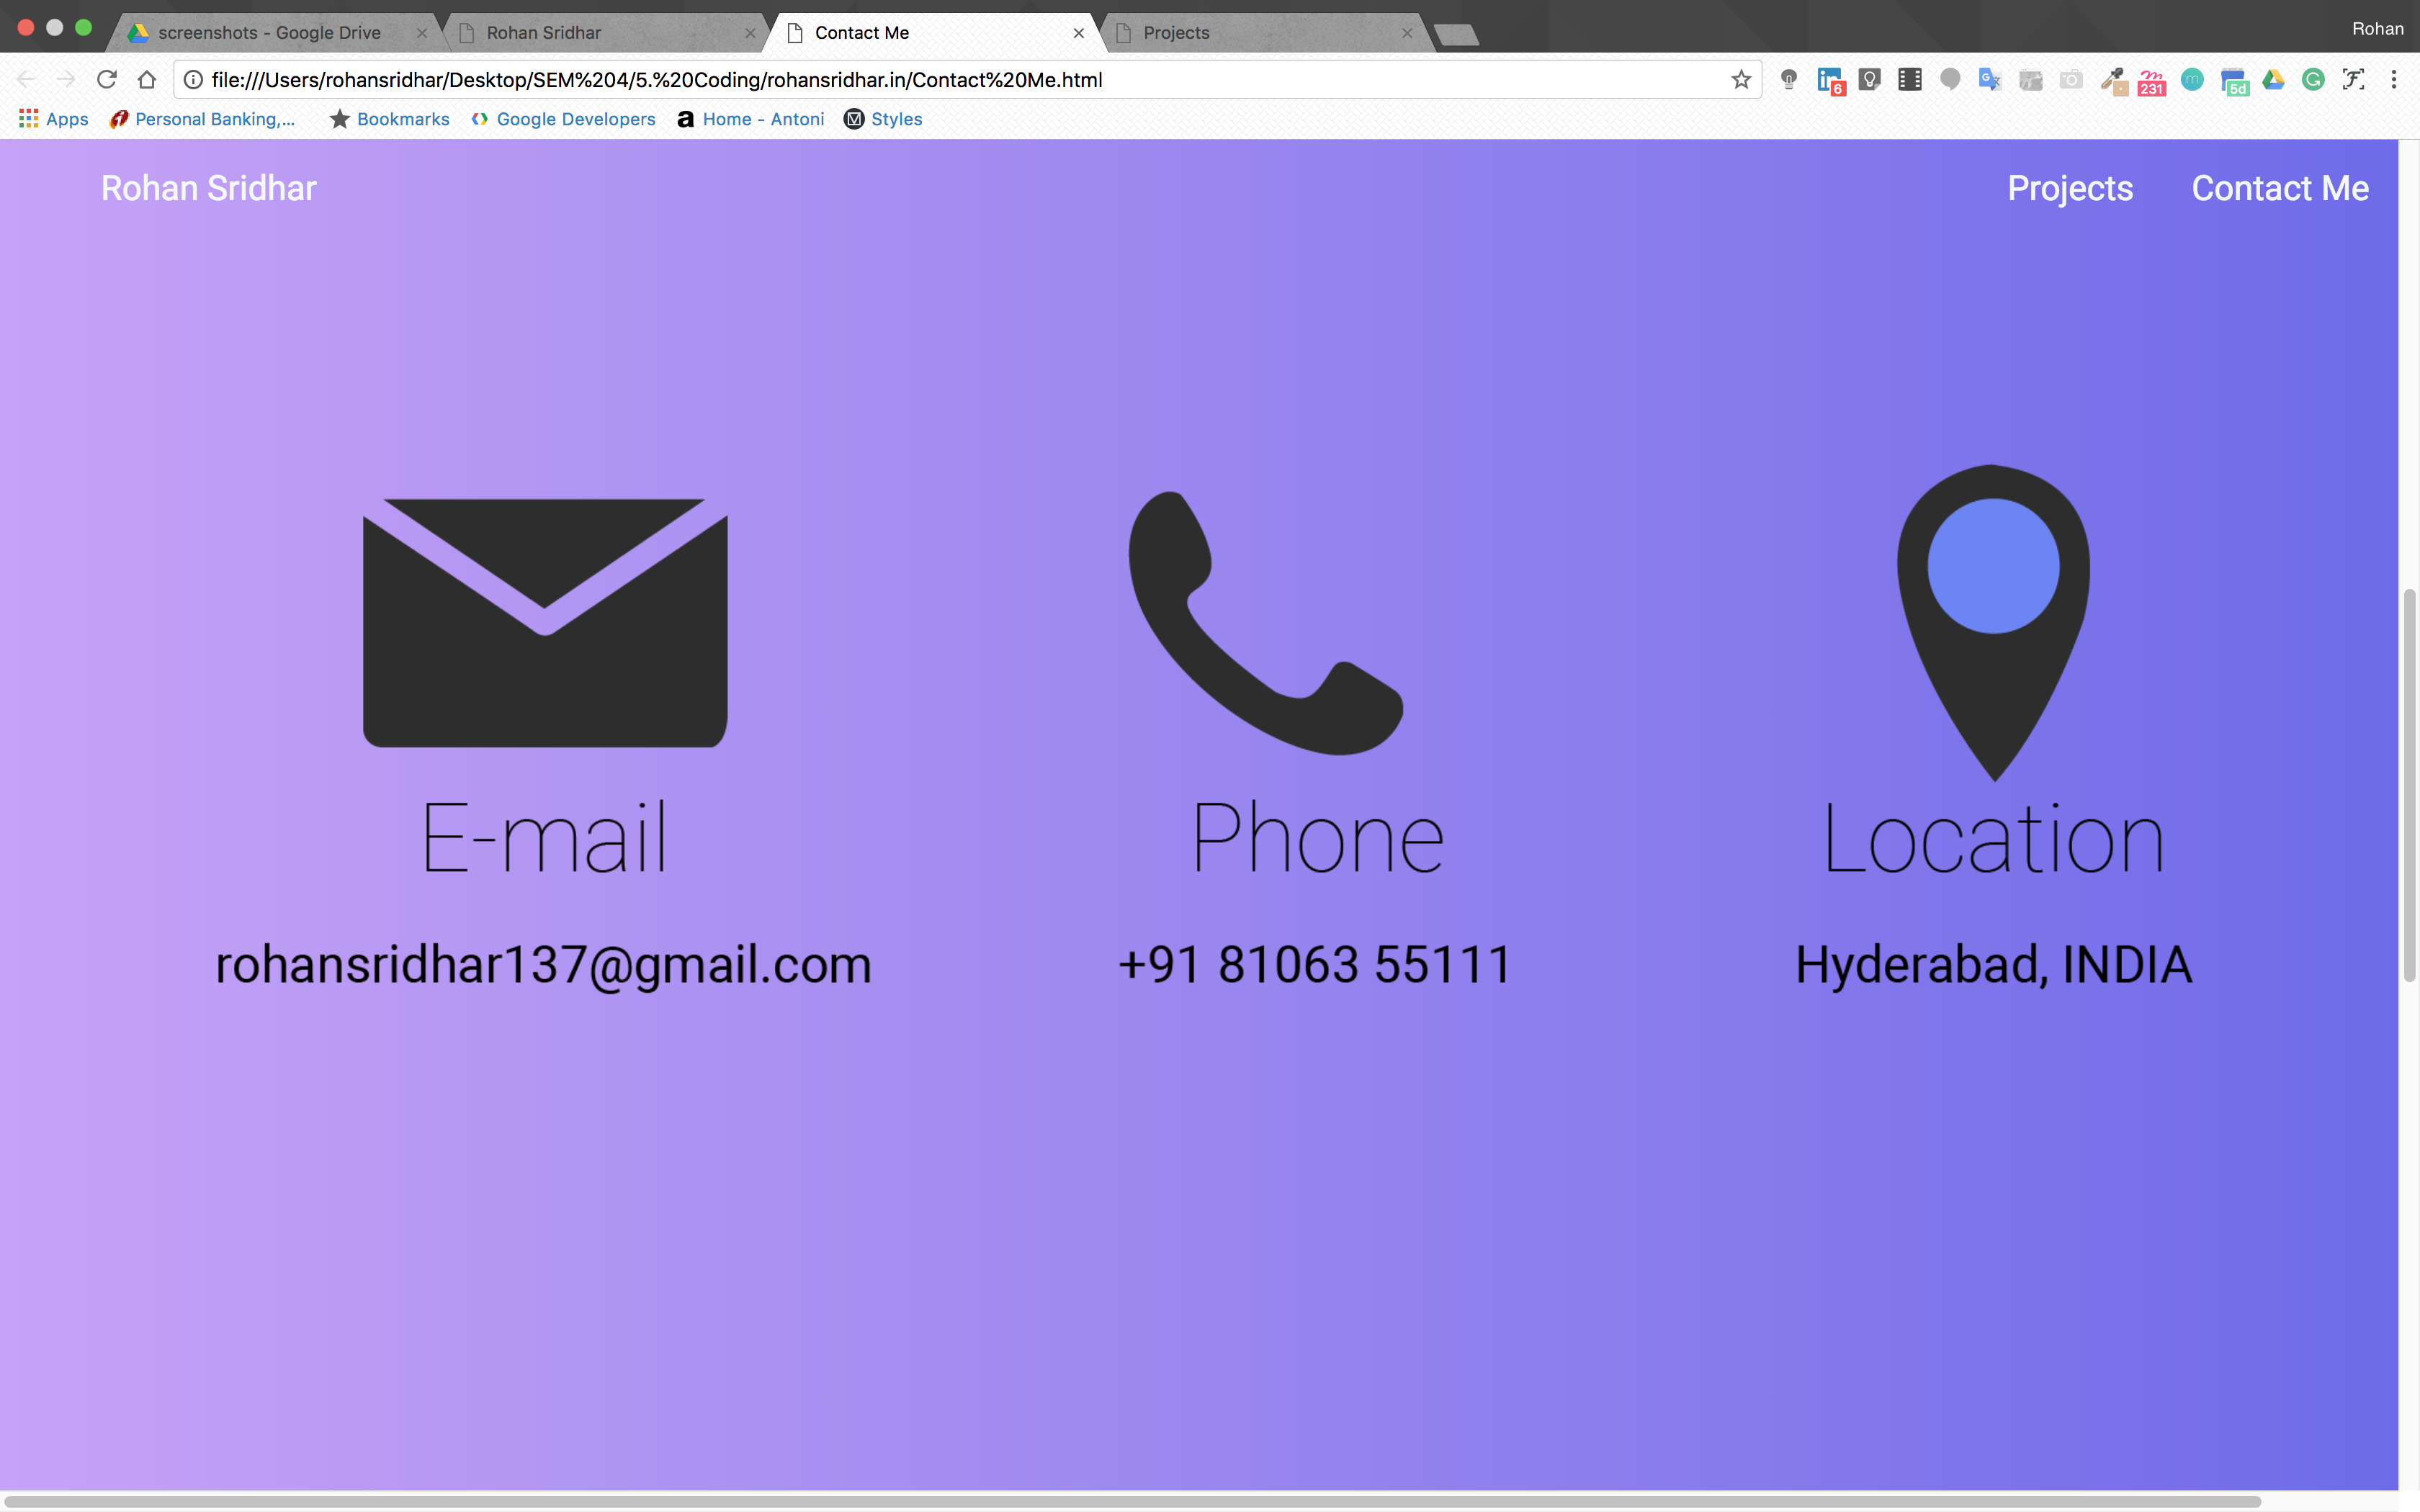 screenshots - Google Drive
Rohan Sridhar
Contact Me
Projects
Rohan
file:///Users/rohansridhar/Desktop/SEM%204/5.%20Coding/rohansridhar.in/Contact%20Me.html
6
231
5d
Apps
Personal Banking,...
Bookmarks
Google Developers
Home - Antoni
Styles
Rohan Sridhar
Projects
Contact Me
E-mail
Phone
Location
rohansridhar137@gmail.com
+91 81063 55111
Hyderabad, INDIA